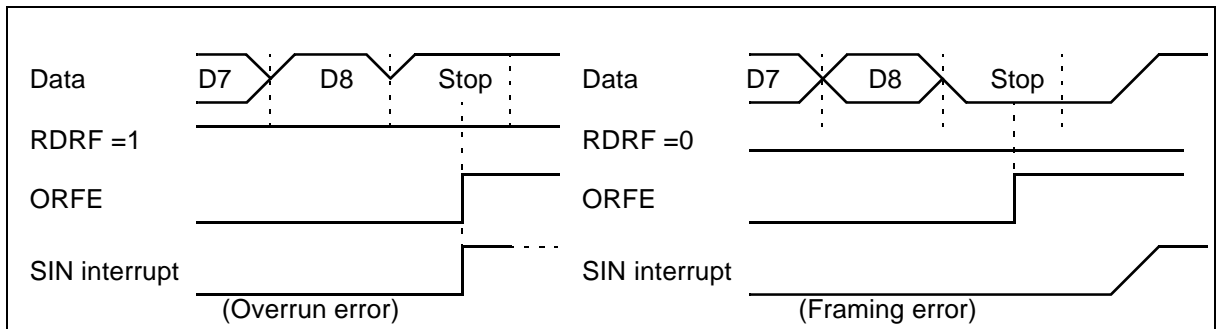 Data D7 D8 Stop
RDRF =1
ORFE
SIN interrupt
(Overrun error)
Data D7 D8 Stop
RDRF =0
ORFE
SIN interrupt
(Framing error)